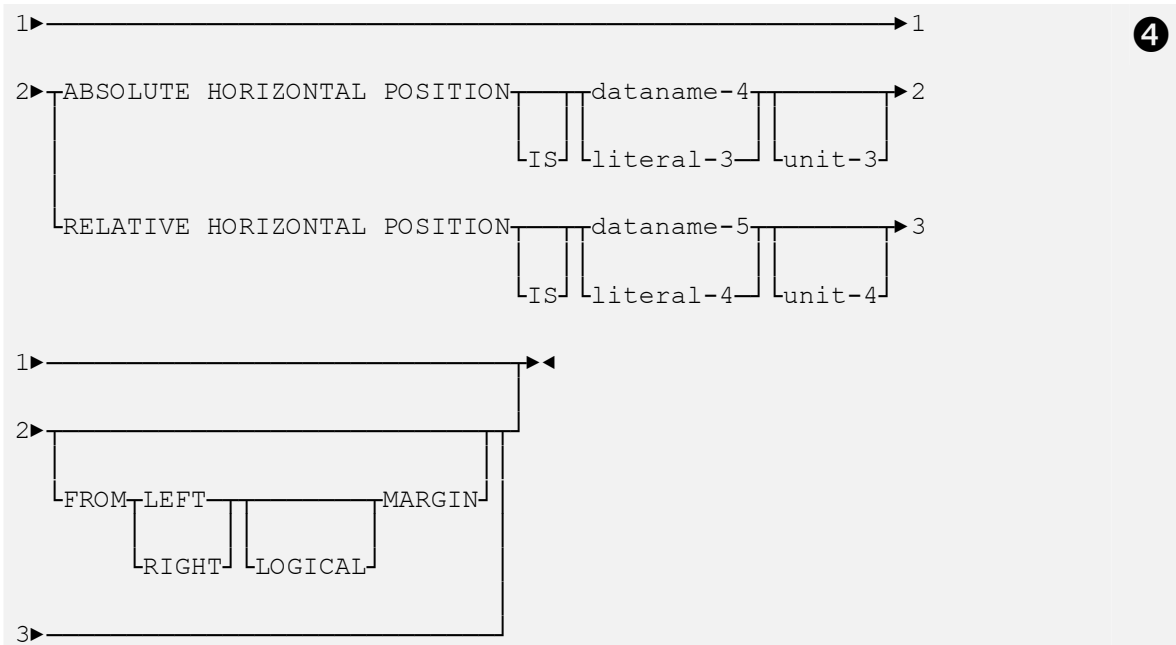 1► ►1 ❹
2► ABSOLUTE HORIZONTAL POSITION dataname-4 ►2
IS literal-3 unit-3
RELATIVE HORIZONTAL POSITION dataname-5 ►3
IS literal-4 unit-4
1► ►◄
2►
FROM LEFT MARGIN
RIGHT LOGICAL
3►